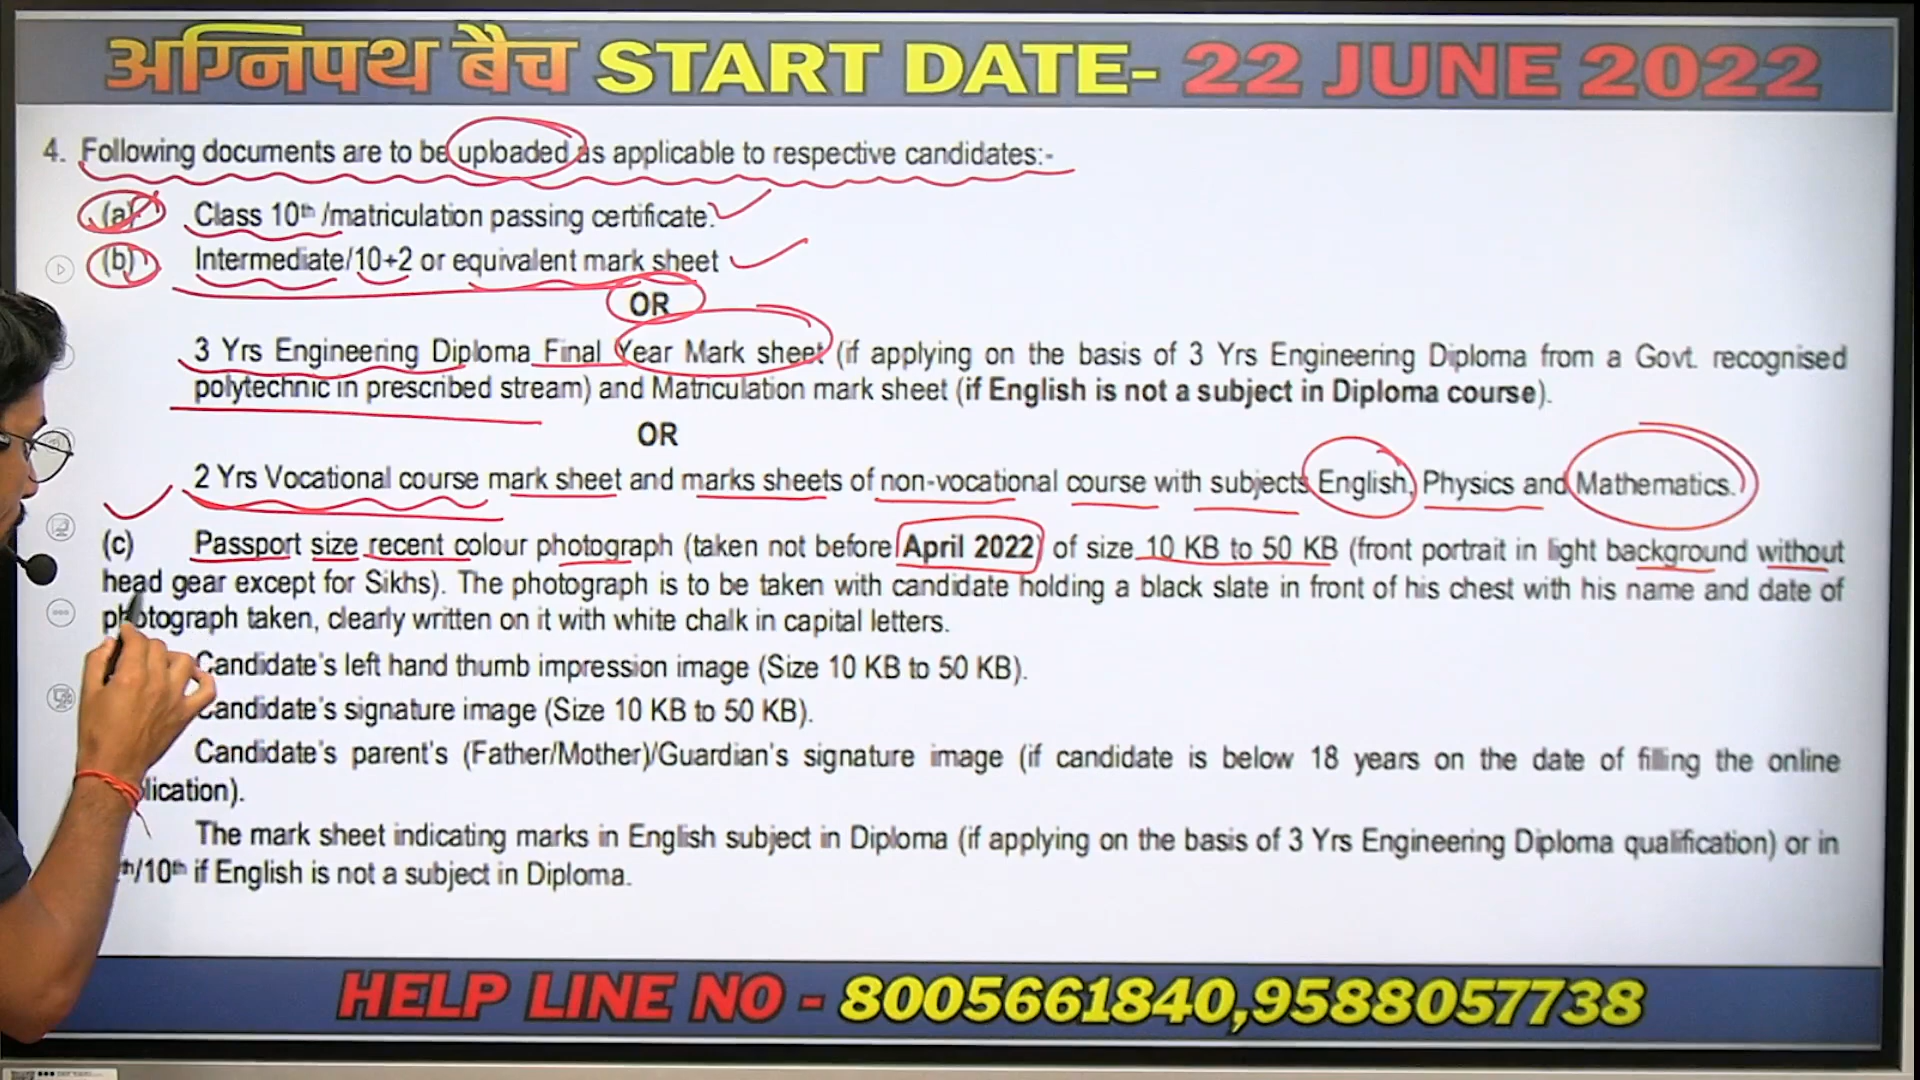 अग्निपथ बैच START DATE- 22 JUNE 2022
4. Following documents are to be uploaded as applicable to respective candidates:-
(a) Class 10th /matriculation passing certificate.
(b) Intermediate/10+2 or equivalent mark sheet
OR
3 Yrs Engineering Diploma Final Year Mark sheet (if applying on the basis of 3 Yrs Engineering Diploma from a Govt. recognised
polytechnic in prescribed stream) and Matriculation mark sheet (if English is not a subject in Diploma course).
OR
2 Yrs Vocational course mark sheet and marks sheets of non-vocational course with subjects English, Physics and Mathematics.
(c) Passport size recent colour photograph (taken not before April 2022 of size 10 KB to 50 KB (front portrait in light background without
head gear except for Sikhs). The photograph is to be taken with candidate holding a black slate in front of his chest with his name and date of
photograph taken, clearly written on it with white chalk in capital letters.
Candidate's left hand thumb impression image (Size 10 KB to 50 KB).
Candidate's signature image (Size 10 KB to 50 KB).
Candidate's parent's (Father/Mother)/Guardian's signature image (if candidate is below 18 years on the date of filling the online
lication).
The mark sheet indicating marks in English subject in Diploma (if applying on the basis of 3 Yrs Engineering Diploma qualification) or in
th/10th if English is not a subject in Diploma.
HELP LINE NO - 8005661840,9588057738